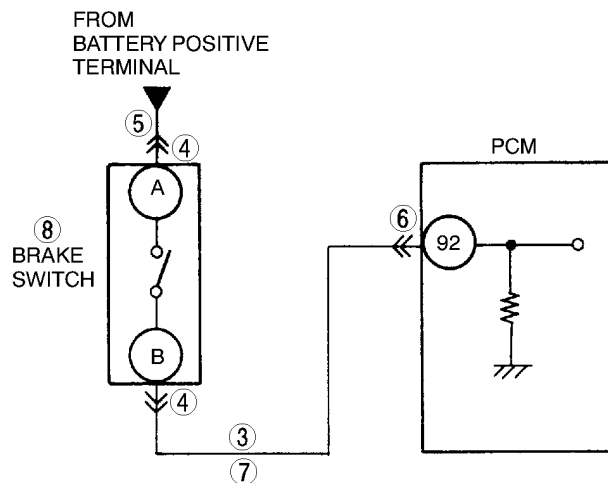 FROM
BATTERY POSITIVE
TERMINAL
5
4
PCM
A
6
92
8
BRAKE
SWITCH
B
4
3
7